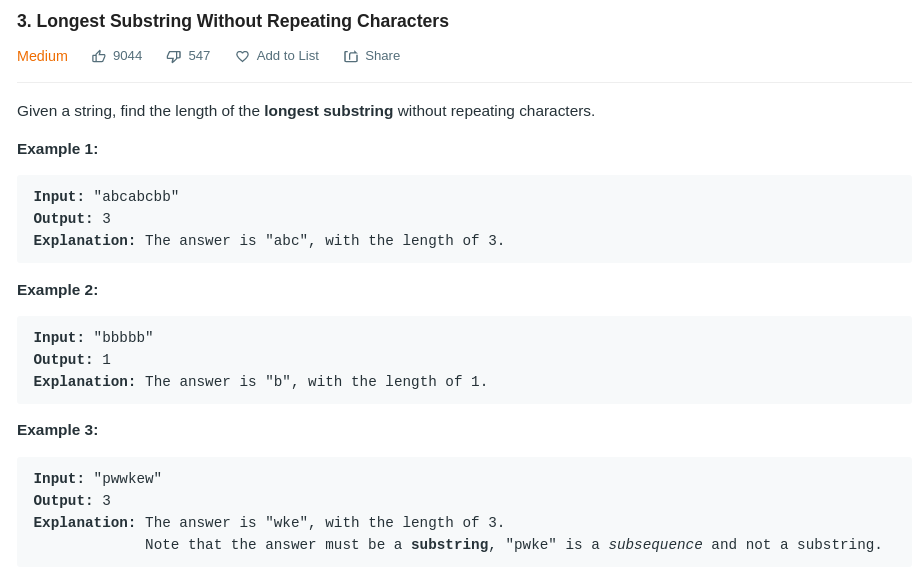 3. Longest Substring Without Repeating Characters
Medium 9044 547 Add to List Share
Given a string, find the length of the longest substring without repeating characters.
Example 1:
Input: "abcabcbb"
Output: 3
Explanation: The answer is "abc", with the length of 3.
Example 2:
Input: "bbbbb"
Output: 1
Explanation: The answer is "b", with the length of 1.
Example 3:
Input: "pwwkew"
Output: 3
Explanation: The answer is "wke", with the length of 3.
Note that the answer must be a substring, "pwke" is a subsequence and not a substring.